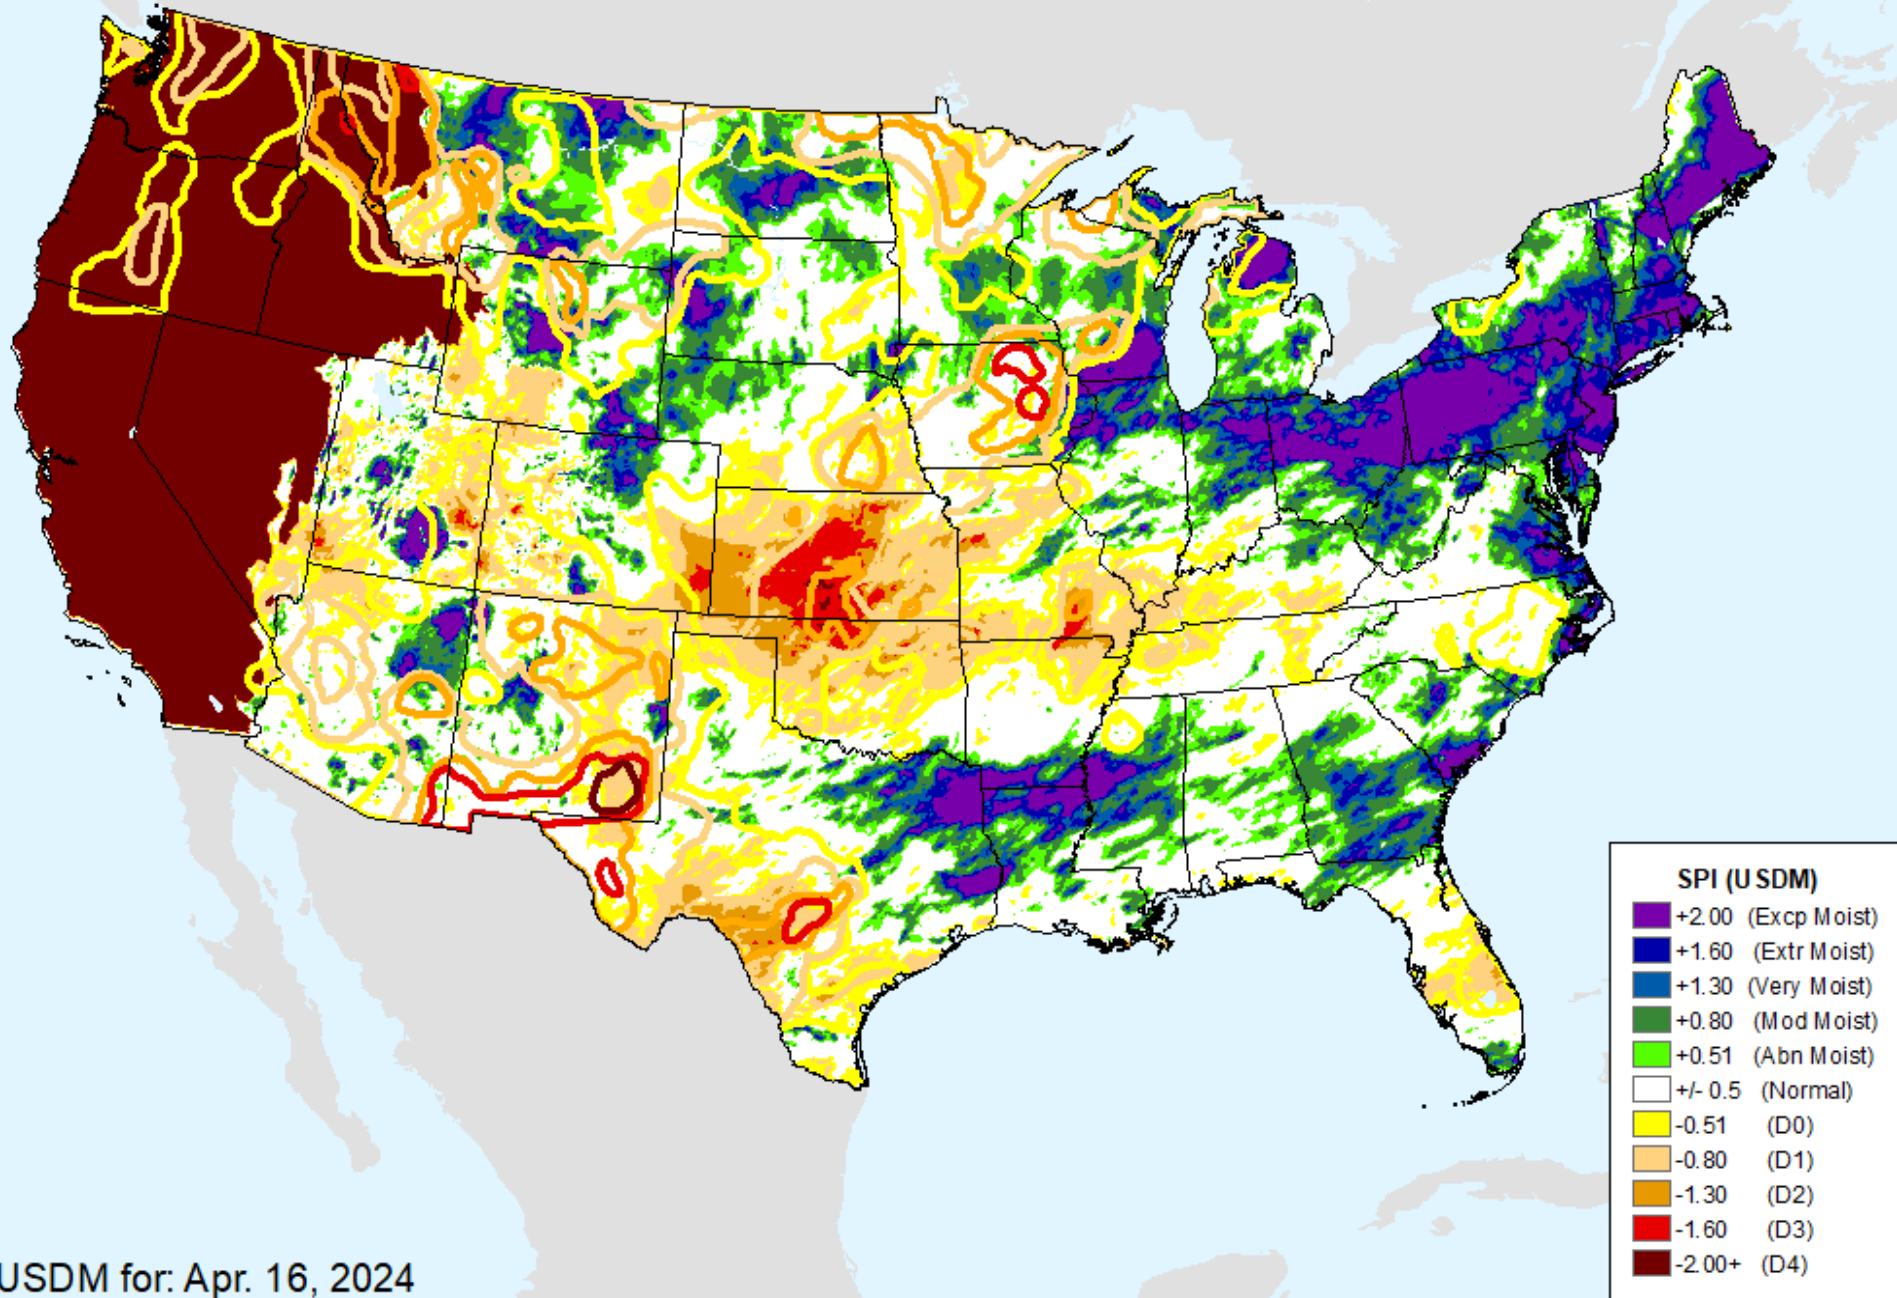 SPI (USDM)
+2.00 (Excp Moist)
+1.60 (Extr Moist)
+1.30 (Very Moist)
+0.80 (Mod Moist)
+0.51 (Abn Moist)
+/- 0.5 (Normal)
-0.51 (D0)
-0.80 (D1)
-1.30 (D2)
-1.60 (D3)
-2.00+ (D4)
USDM for: Apr. 16, 2024